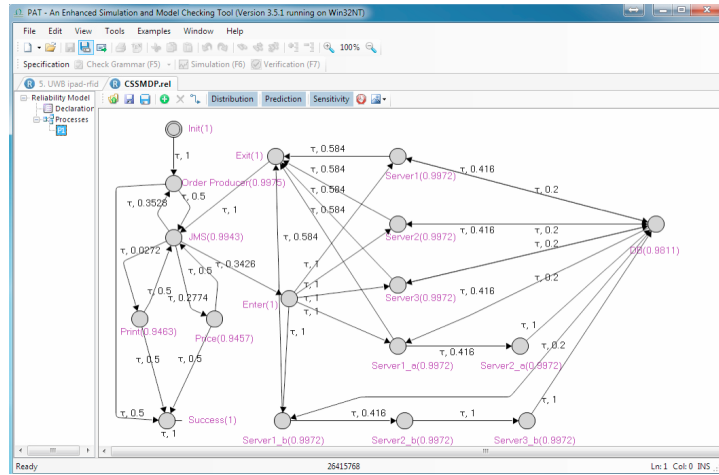 PAT - An Enhanced Simulation and Model Checking Tool (Version 3.5.1 running on Win32NT)
File Edit View Tools Examples Window Help
100%
Specification Check Grammar (F5) Simulation (F6) Verification (F7)
5. UWB ipad-rfid CSSMDP.rel
Reliability Model
Declaration
Processes
P1
Distribution Prediction Sensitivity
Init(1)
τ, 1
Exit(1)
τ, 0.584
Server1(0.9972)
τ, 0.584
τ, 0.416
τ, 0.2
Order Producer(0.9975)
τ, 0.5
τ, 0.3528
τ, 0.584
τ, 0.584
τ, 1
JMS(0.9943)
τ, 0.584
Server2(0.9972)
τ, 0.416
τ, 0.2
τ, 0.2
DB(0.9811)
τ, 0.0272
τ, 0.3426
τ, 0.5
τ, 1
τ, 1
Server3(0.9972)
τ, 0.416
τ, 0.2
τ, 0.5
τ, 0.2774
Enter(1)
τ, 1
τ, 1
Print(0.9463)
Price(0.9457)
τ, 1
Server1_a(0.9972)
τ, 0.416
Server2_a(0.9972)
τ, 1
τ, 0.2
τ, 0.5
τ, 0.5
τ, 0.5
Success(1)
τ, 1
Server1_b(0.9972)
τ, 0.416
Server2_b(0.9972)
τ, 1
Server3_b(0.9972)
τ, 1
Ready 26415768 Ln: 1 Col: 0 INS